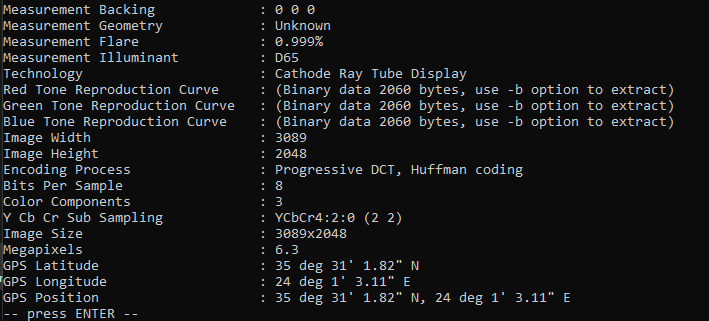 Measurement Backing : 0 0 0
Measurement Geometry : Unknown
Measurement Flare : 0.999%
Measurement Illuminant : D65
Technology : Cathode Ray Tube Display
Red Tone Reproduction Curve : (Binary data 2060 bytes, use -b option to extract)
Green Tone Reproduction Curve : (Binary data 2060 bytes, use -b option to extract)
Blue Tone Reproduction Curve : (Binary data 2060 bytes, use -b option to extract)
Image Width : 3089
Image Height : 2048
Encoding Process : Progressive DCT, Huffman coding
Bits Per Sample : 8
Color Components : 3
Y Cb Cr Sub Sampling : YCbCr4:2:0 (2 2)
Image Size : 3089x2048
Megapixels : 6.3
GPS Latitude : 35 deg 31' 1.82" N
GPS Longitude : 24 deg 1' 3.11" E
GPS Position : 35 deg 31' 1.82" N, 24 deg 1' 3.11" E
-- press ENTER --